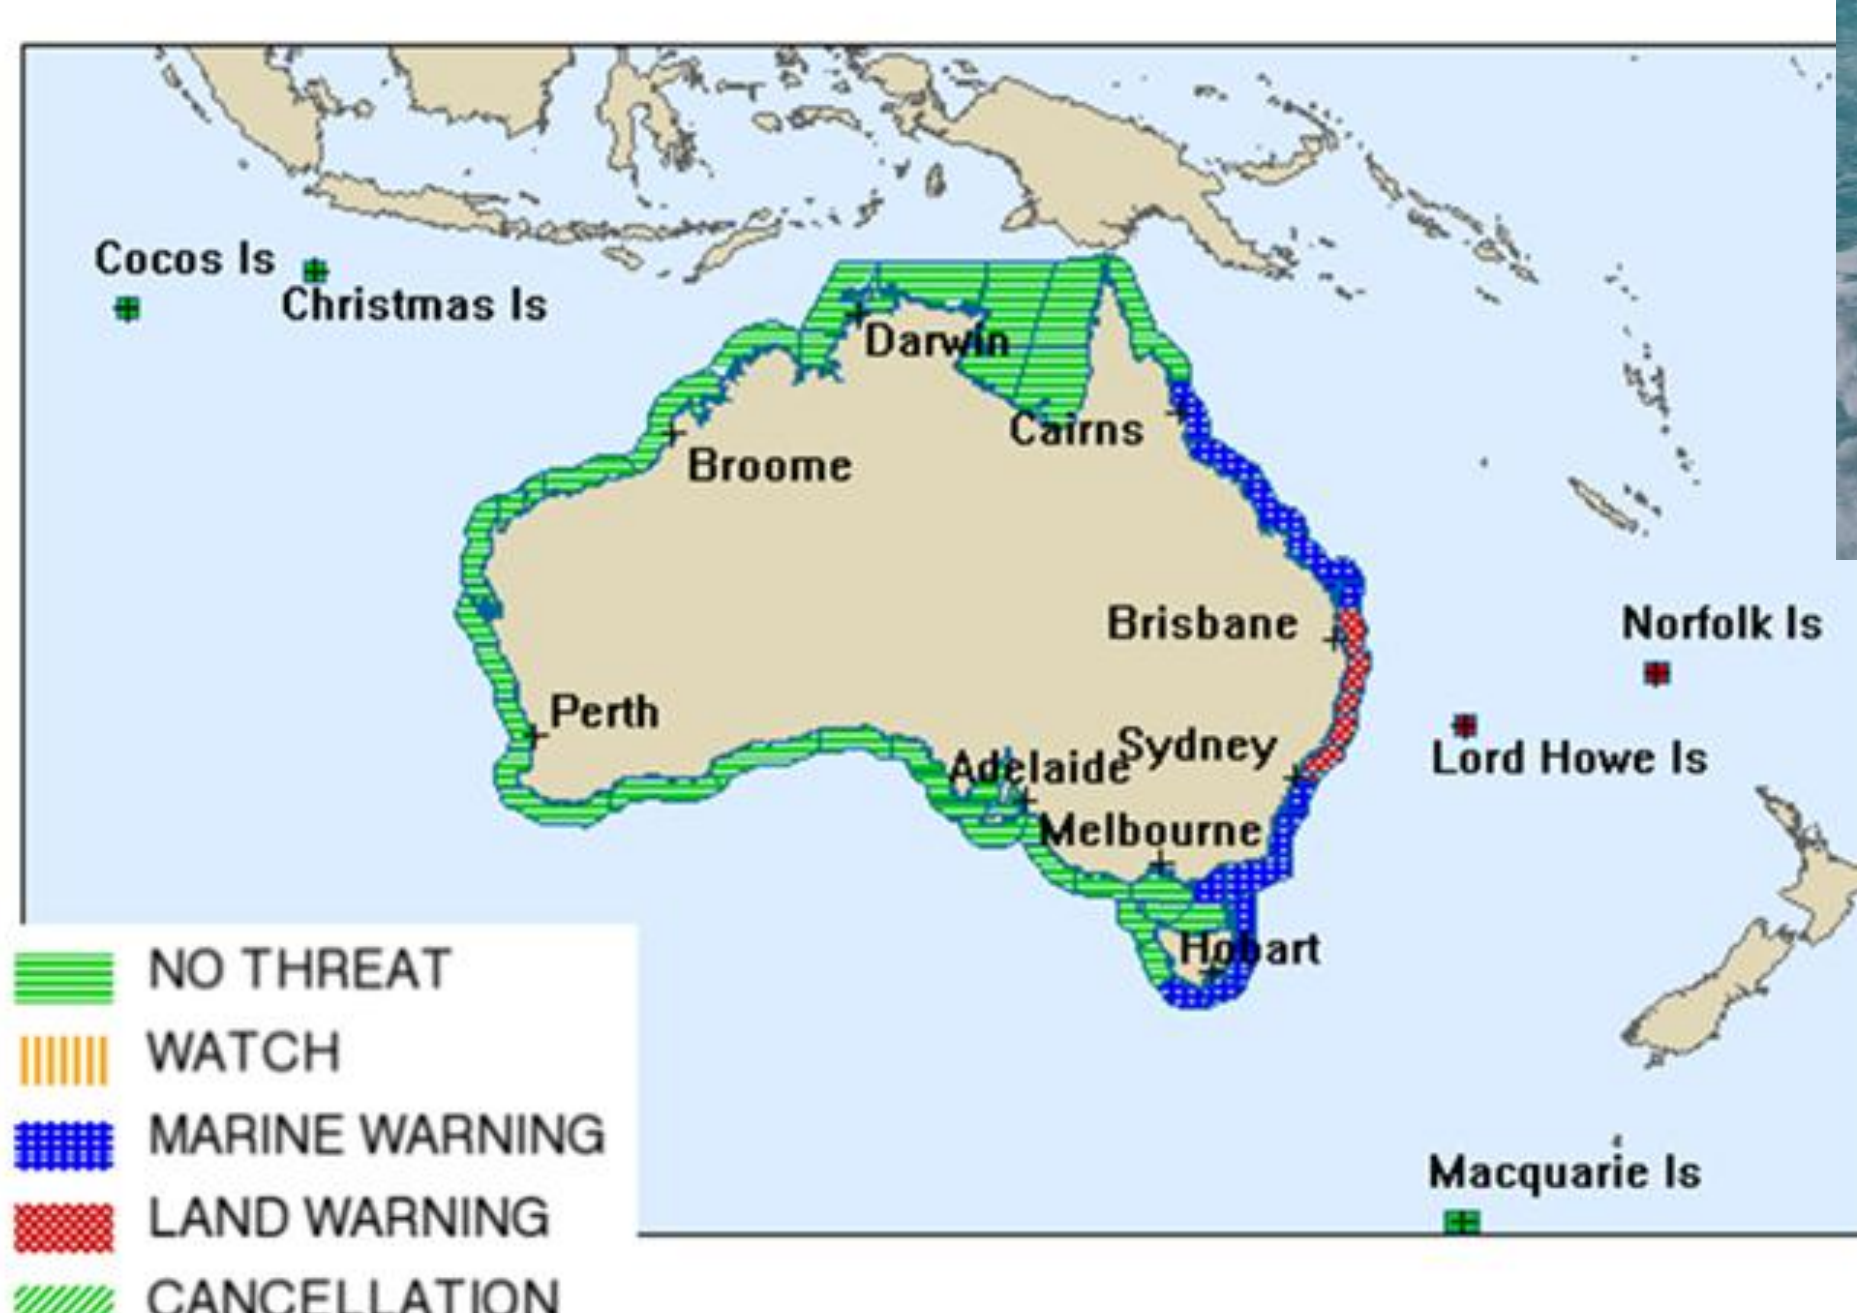 Cocos Is
Christmas Is
Darwin
Cairns
Broome
Brisbane
Norfolk Is
Perth
Sydney
Adelaide
Lord Howe Is
Melbourne
Hobart
NO THREAT
WATCH
MARINE WARNING
LAND WARNING
CANCELLATION
Macquarie Is